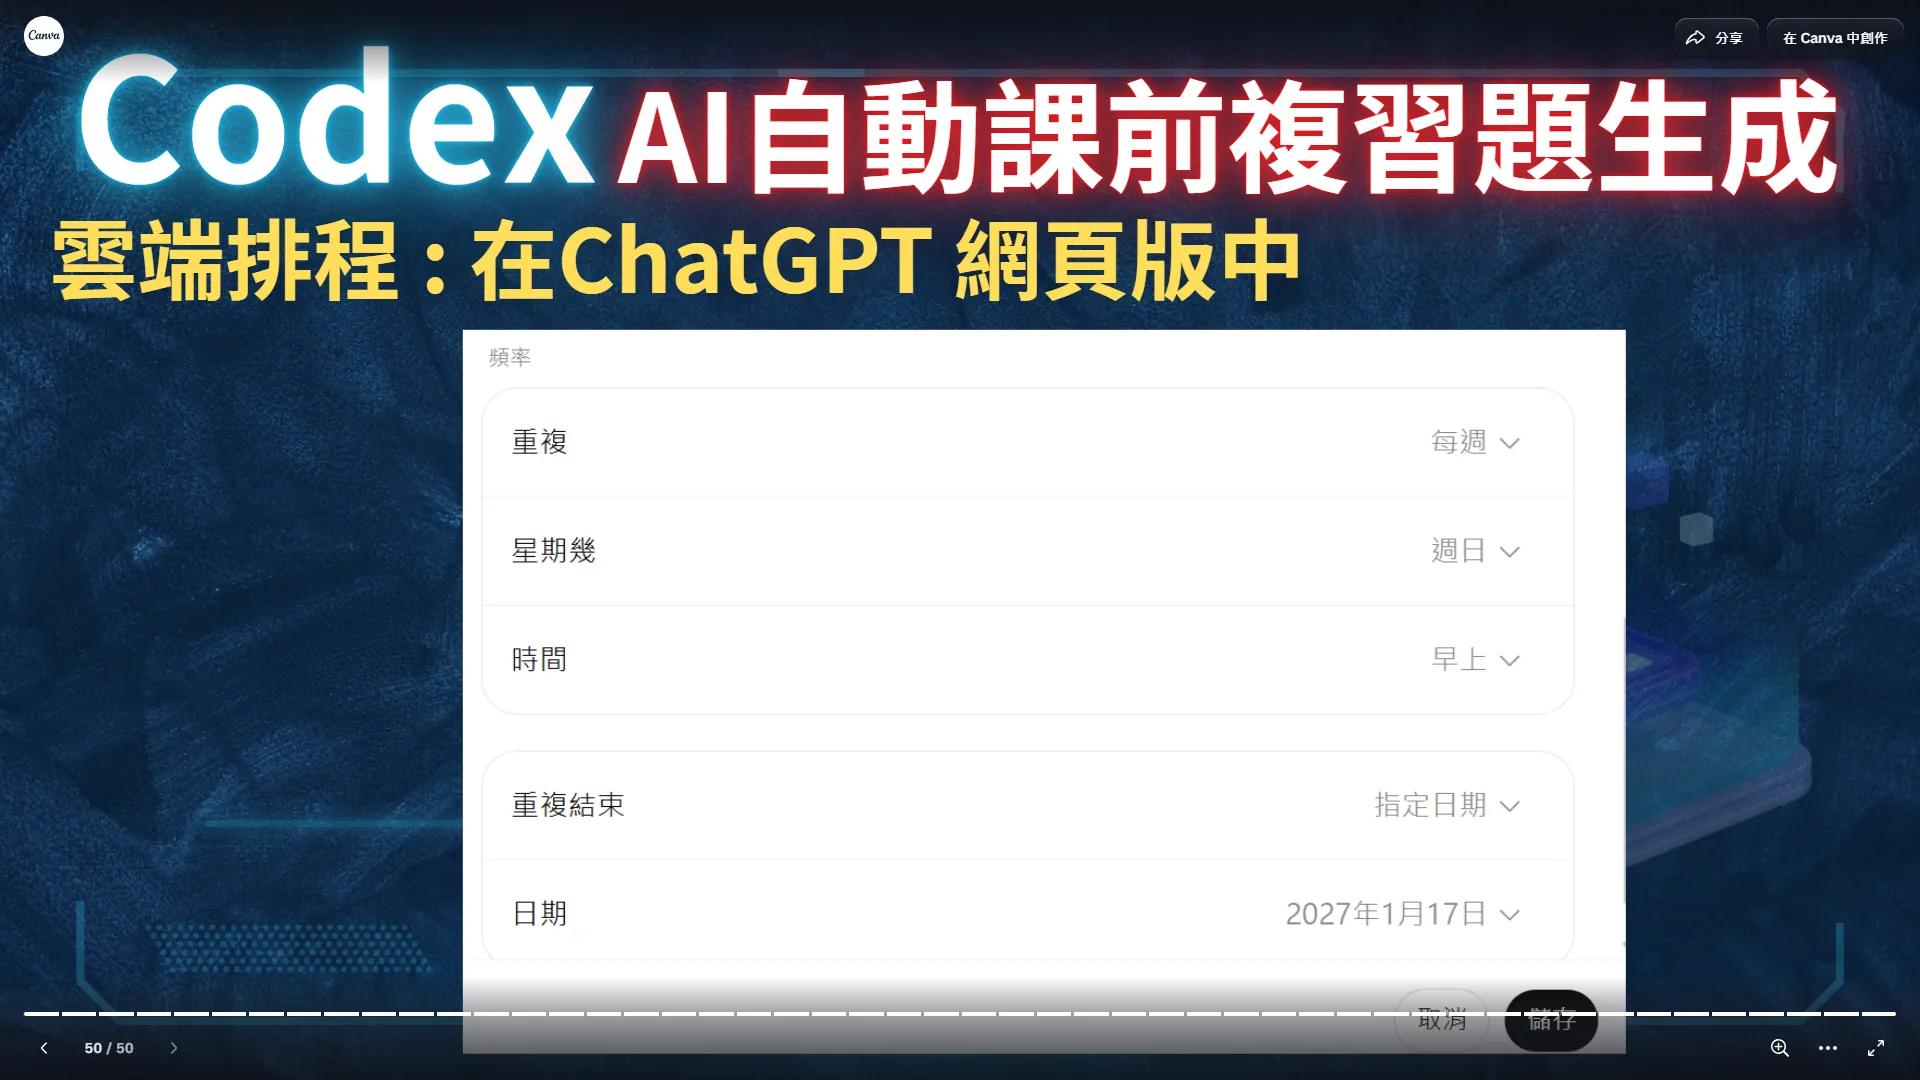 Canva
分享
在 Canva 中創作
Codex AI自動課前複習題生成
雲端排程 : 在ChatGPT 網頁版中
頻率
重複 每週
星期幾 週日
時間 早上
重複結束 指定日期
日期 2027年1月17日
取消 儲存
50 / 50